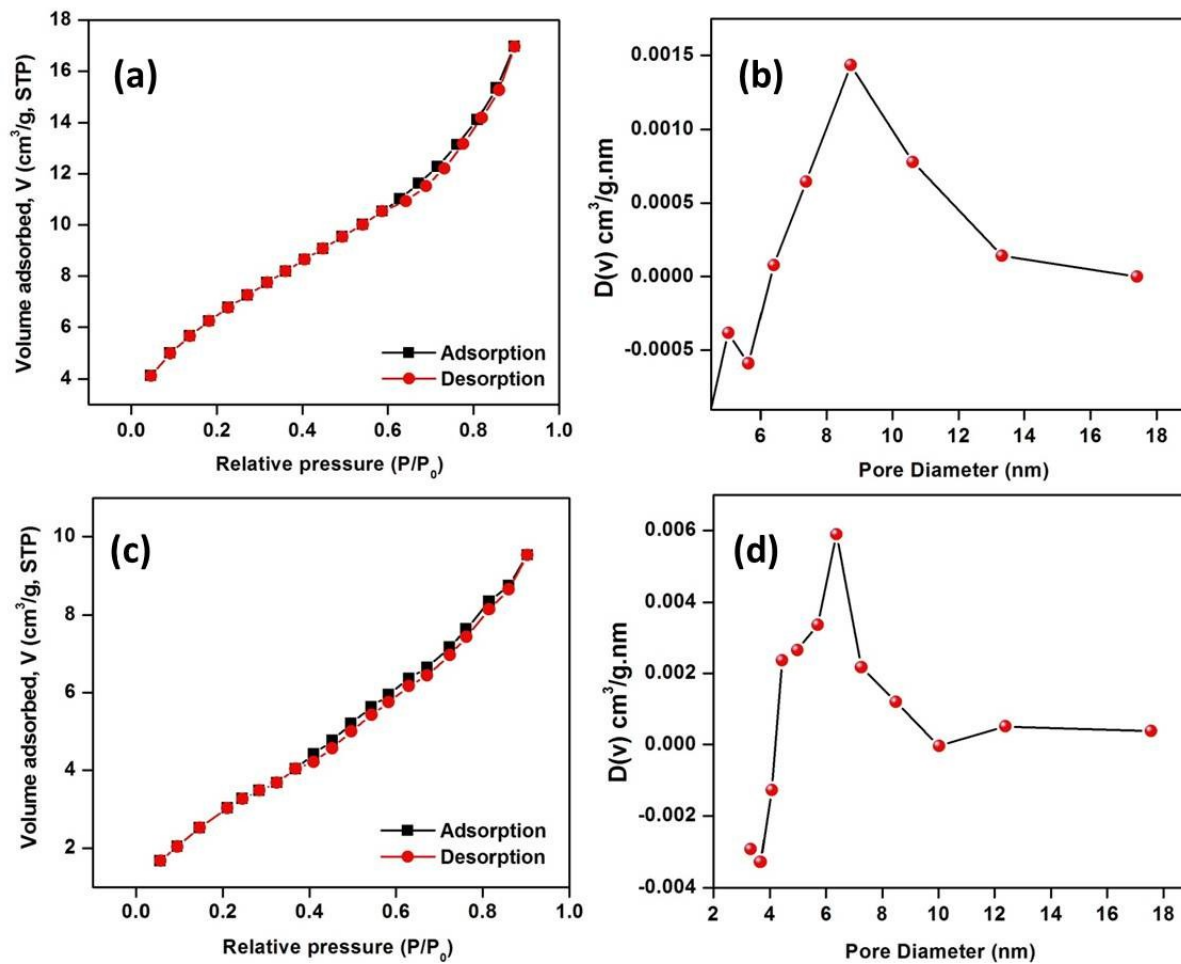 (a)
Volume adsorbed, V (cm³/g, STP)
18
16
14
12
10
8
6
4
0.0 0.2 0.4 0.6 0.8 1.0
Relative pressure (P/P₀)
Adsorption
Desorption
(b)
D(v) cm³/g.nm
0.0015
0.0010
0.0005
0.0000
-0.0005
6 8 10 12 14 16 18
Pore Diameter (nm)
(c)
Volume adsorbed, V (cm³/g, STP)
10
8
6
4
2
0.0 0.2 0.4 0.6 0.8 1.0
Relative pressure (P/P₀)
Adsorption
Desorption
(d)
D(v) cm³/g.nm
0.006
0.004
0.002
0.000
-0.002
-0.004
2 4 6 8 10 12 14 16 18
Pore Diameter (nm)